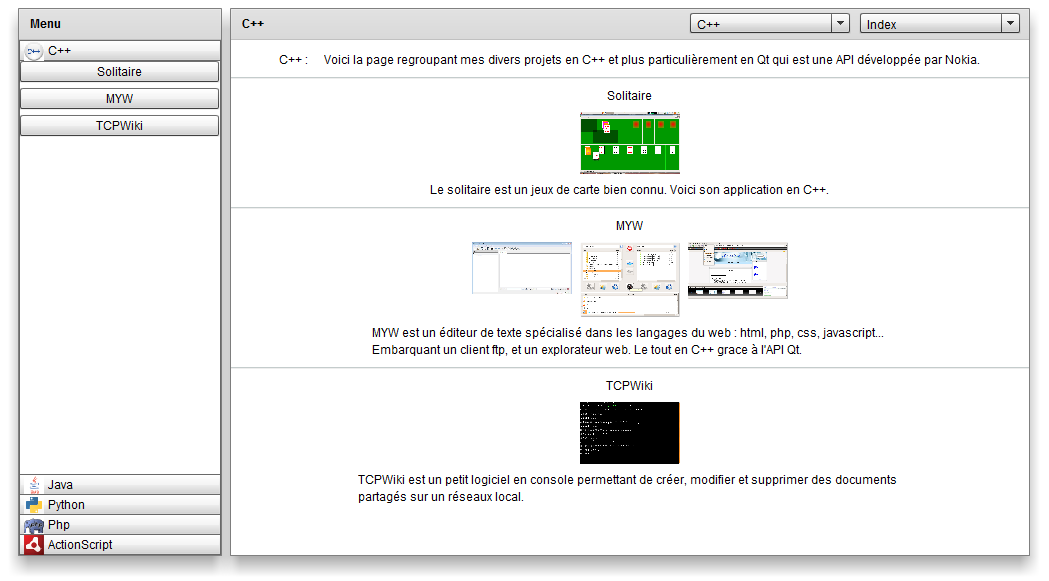 Menu
C++
Solitaire
MYW
TCPWiki
Java
Python
Php
ActionScript
C++
C++
Index
C++ : Voici la page regroupant mes divers projets en C++ et plus particulièrement en Qt qui est une API développée par Nokia.
Solitaire
Le solitaire est un jeux de carte bien connu. Voici son application en C++.
MYW
MYW est un éditeur de texte spécialisé dans les langages du web : html, php, css, javascript...
Embarquant un client ftp, et un explorateur web. Le tout en C++ grace à l'API Qt.
TCPWiki
TCPWiki est un petit logiciel en console permettant de créer, modifier et supprimer des documents
partagés sur un réseaux local.